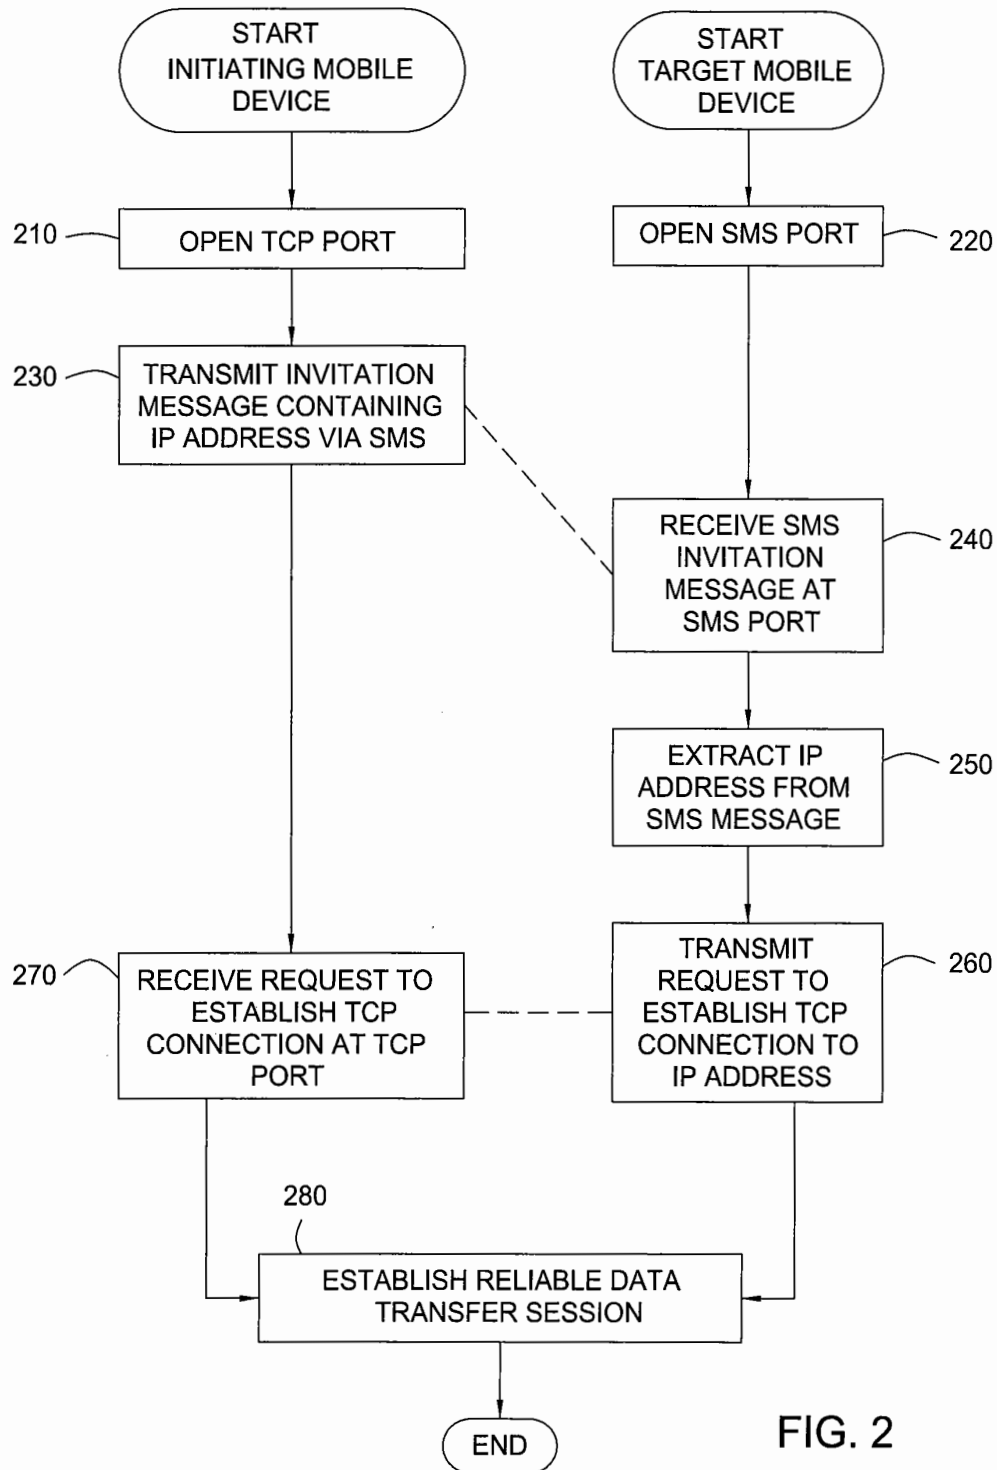 START
INITIATING MOBILE
DEVICE
START
TARGET MOBILE
DEVICE
210
OPEN TCP PORT
OPEN SMS PORT
220
230
TRANSMIT INVITATION
MESSAGE CONTAINING
IP ADDRESS VIA SMS
RECEIVE SMS
INVITATION
MESSAGE AT
SMS PORT
240
EXTRACT IP
ADDRESS FROM
SMS MESSAGE
250
270
RECEIVE REQUEST TO
ESTABLISH TCP
CONNECTION AT TCP
PORT
TRANSMIT
REQUEST TO
ESTABLISH TCP
CONNECTION TO
IP ADDRESS
260
280
ESTABLISH RELIABLE DATA
TRANSFER SESSION
END
FIG. 2